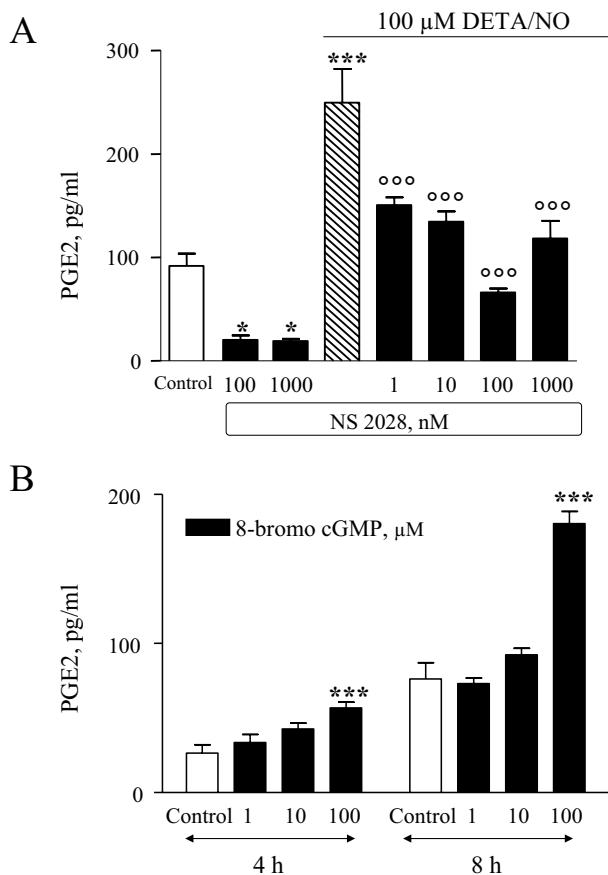 A
100 µM DETA/NO
300
200
100
0
PGE2, pg/ml
***
°°°
°°°
°°°
°°°
*
*
Control
100 1000 1 10 100 1000
NS 2028, nM
B
200
100
0
PGE2, pg/ml
8-bromo cGMP, µM
***
***
Control 1 10 100 Control 1 10 100
4 h 8 h